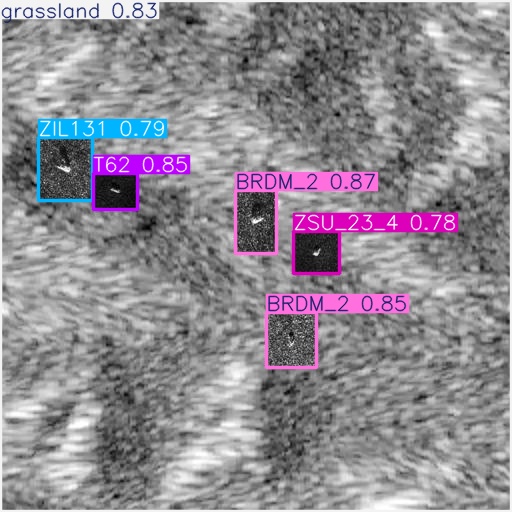 grassland 0.83
ZIL131 0.79
T62 0.85
BRDM_2 0.87
ZSU_23_4 0.78
BRDM_2 0.85